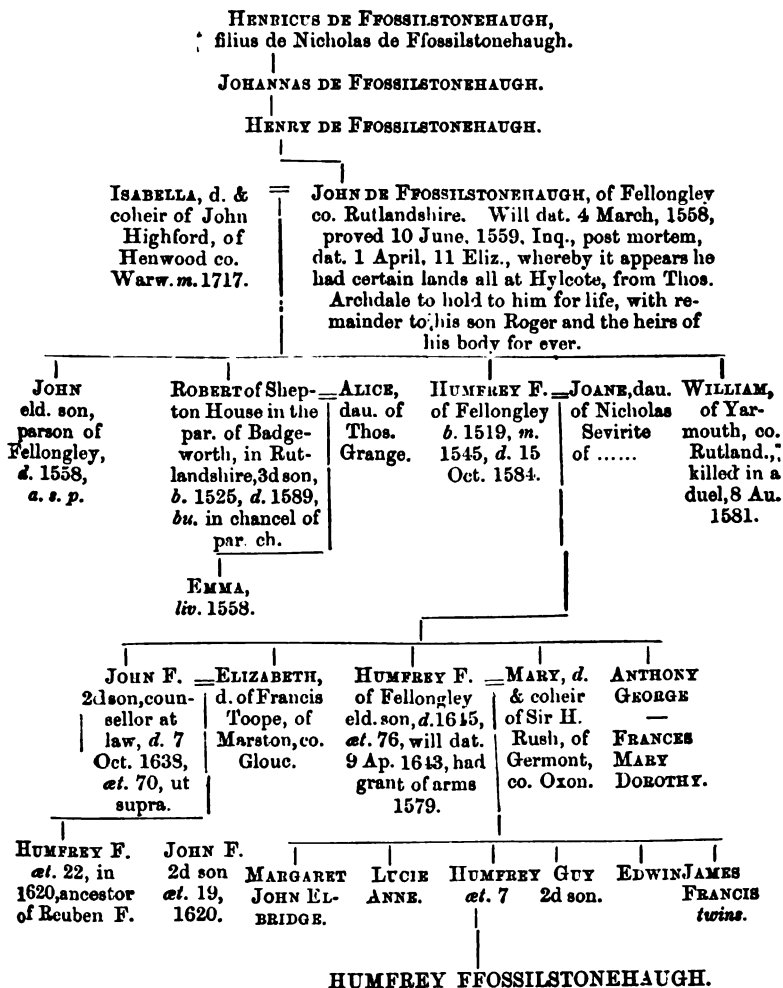 HENRICUS DE FFOSSILSTONEHAUGH,
filius de Nicholas de Ffossilstonehaugh.
JOHANNAS DE FFOSSILSTONEHAUGH.
HENRY DE FFOSSILSTONEHAUGH.
ISABELLA, d. &
coheir of John
Highford, of
Henwood co.
Warw. m. 1717.
=
JOHN DE FFOSSILSTONEHAUGH, of Fellongley
co. Rutlandshire. Will dat. 4 March, 1558,
proved 10 June, 1559, Inq., post mortem,
dat. 1 April, 11 Eliz., whereby it appears he
had certain lands all at Hylcote, from Thos.
Archdale to hold to him for life, with re-
mainder to his son Roger and the heirs of
his body for ever.
JOHN
eld. son,
parson of
Fellongley,
d. 1558,
a. s. p.
ROBERT of Shep-
ton House in the
par. of Badge-
worth, in Rut-
landshire, 3d son,
b. 1525, d. 1589,
bu. in chancel of
par. ch.
=
ALICE,
dau. of
Thos.
Grange.
HUMFREY F.
of Fellongley
b. 1519, m.
1545, d. 15
Oct. 1584.
=
JOANE, dau.
of Nicholas
Sevirite
of ......
WILLIAM,
of Yar-
mouth, co.
Rutland.,
killed in a
duel, 8 Au.
1581.
EMMA,
liv. 1558.
JOHN F.
2d son, coun-
sellor at
law, d. 7
Oct. 1638,
æt. 70, ut
supra.
=
ELIZABETH,
d. of Francis
Toope, of
Marston, co.
Glouc.
HUMFREY F.
of Fellongley
eld. son, d. 1645,
æt. 76, will dat.
9 Ap. 1643, had
grant of arms
1579.
=
MARY, d.
& coheir
of Sir H.
Rush, of
Germont,
co. Oxon.
ANTHONY
GEORGE
—
FRANCES
MARY
DOROTHY.
HUMFREY F.
æt. 22, in
1620, ancestor
of Reuben F.
JOHN F.
2d son
æt. 19,
1620.
MARGARET
JOHN EL-
BRIDGE.
LUCIE
ANNE.
HUMFREY
æt. 7
GUY
2d son.
EDWIN
JAMES
FRANCIS
twins.
HUMFREY FFOSSILSTONEHAUGH.